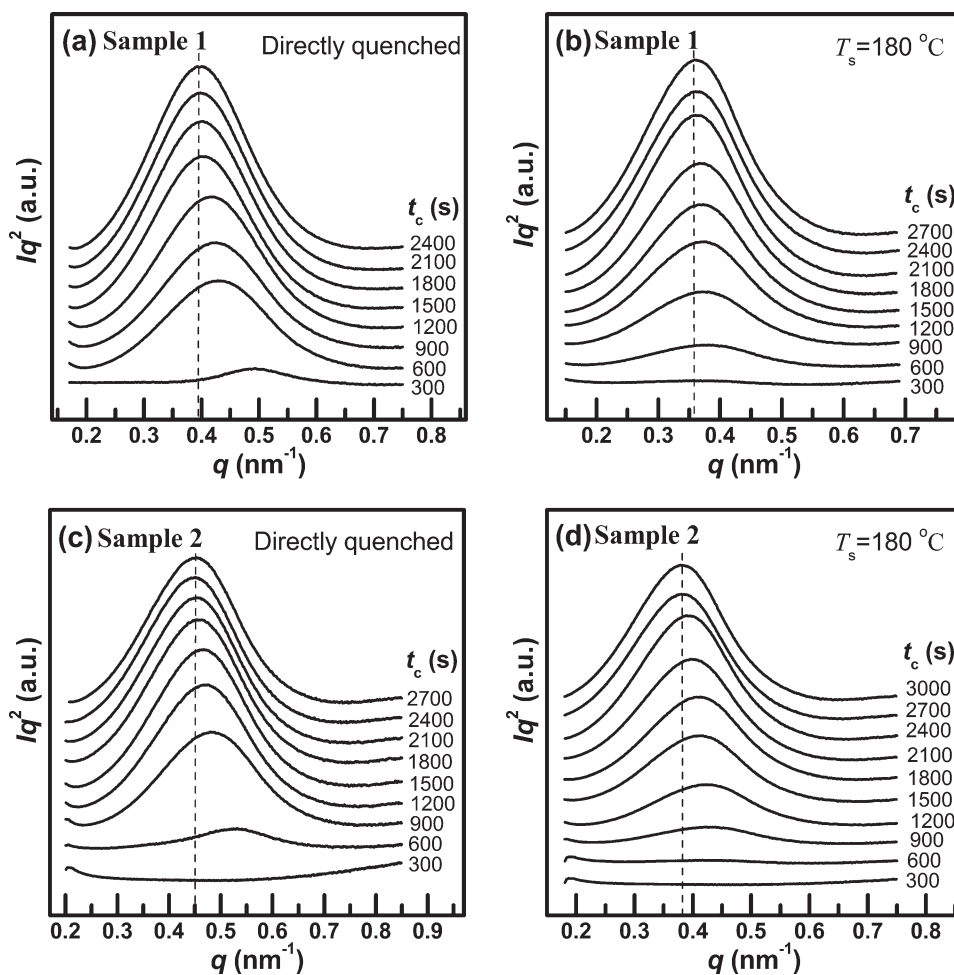 (a) Sample 1 Directly quenched
Iq² (a.u.)
t_c (s)
2400
2100
1800
1500
1200
900
600
300
0.2 0.3 0.4 0.5 0.6 0.7 0.8
q (nm⁻¹)
(b) Sample 1 T_s=180 °C
Iq² (a.u.)
t_c (s)
2700
2400
2100
1800
1500
1200
900
600
300
0.2 0.3 0.4 0.5 0.6 0.7
q (nm⁻¹)
(c) Sample 2 Directly quenched
Iq² (a.u.)
t_c (s)
2700
2400
2100
1800
1500
1200
900
600
300
0.2 0.3 0.4 0.5 0.6 0.7 0.8 0.9
q (nm⁻¹)
(d) Sample 2 T_s=180 °C
Iq² (a.u.)
t_c (s)
3000
2700
2400
2100
1800
1500
1200
900
600
300
0.2 0.3 0.4 0.5 0.6 0.7 0.8
q (nm⁻¹)